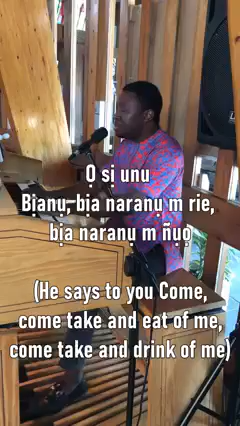 Ọ sị unu
Bịanụ, bịa naranụ m rie,
bịa naranụ m ñụọ
(He says to you Come,
come take and eat of me,
come take and drink of me)